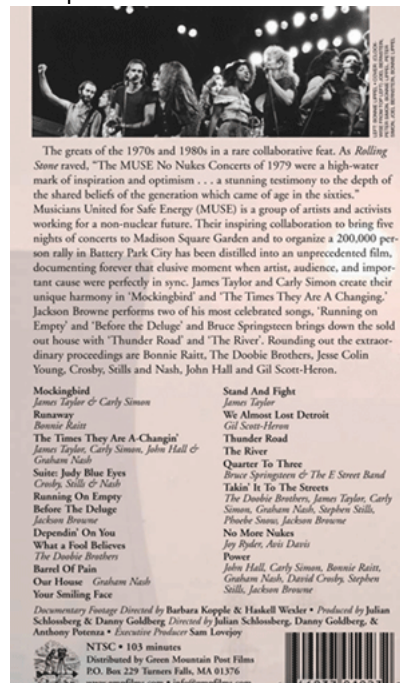 The greats of the 1970s and 1980s in a rare collaborative feat. As Rolling
Stone raved, “The MUSE No Nukes Concerts of 1979 were a high-water
mark of inspiration and optimism . . . a stunning testimony to the depth of
the shared beliefs of the generation which came of age in the sixties.”
Musicians United for Safe Energy (MUSE) is a group of artists and activists
working for a non-nuclear future. Their inspiring collaboration to bring five
nights of concerts to Madison Square Garden and to organize a 200,000 per-
son rally in Battery Park City has been distilled into an unprecedented film,
documenting forever that elusive moment when artist, audience, and impor-
tant cause were perfectly in sync. James Taylor and Carly Simon create their
unique harmony in ‘Mockingbird’ and ‘The Times They Are A Changing.’
Jackson Browne performs two of his most celebrated songs, ‘Running on
Empty’ and ‘Before the Deluge’ and Bruce Springsteen brings down the sold
out house with ‘Thunder Road’ and ‘The River’. Rounding out the extraor-
dinary proceedings are Bonnie Raitt, The Doobie Brothers, Jesse Colin
Young, Crosby, Stills and Nash, John Hall and Gil Scott-Heron.
Mockingbird
James Taylor & Carly Simon
Runaway
Bonnie Raitt
The Times They Are A-Changin’
James Taylor, Carly Simon, John Hall &
Graham Nash
Suite: Judy Blue Eyes
Crosby, Stills & Nash
Running On Empty
Before The Deluge
Jackson Browne
Dependin’ On You
What a Fool Believes
The Doobie Brothers
Barrel Of Pain
Our House Graham Nash
Your Smiling Face
Stand And Fight
James Taylor
We Almost Lost Detroit
Gil Scott-Heron
Thunder Road
The River
Quarter To Three
Bruce Springsteen & The E Street Band
Takin’ It To The Streets
The Doobie Brothers, James Taylor, Carly
Simon, Graham Nash, Stephen Stills,
Phoebe Snow, Jackson Browne
No More Nukes
Joy Ryder, Avis Davis
Power
John Hall, Carly Simon, Bonnie Raitt,
Graham Nash, David Crosby, Stephen
Stills, Jackson Browne
Documentary Footage Directed by Barbara Kopple & Haskell Wexler • Produced by Julian
Schlossberg & Danny Goldberg Directed by Julian Schlossberg, Danny Goldberg, &
Anthony Potenza • Executive Producer Sam Lovejoy
NTSC • 103 minutes
Distributed by Green Mountain Post Films
P.O. Box 229 Turners Falls, MA 01376